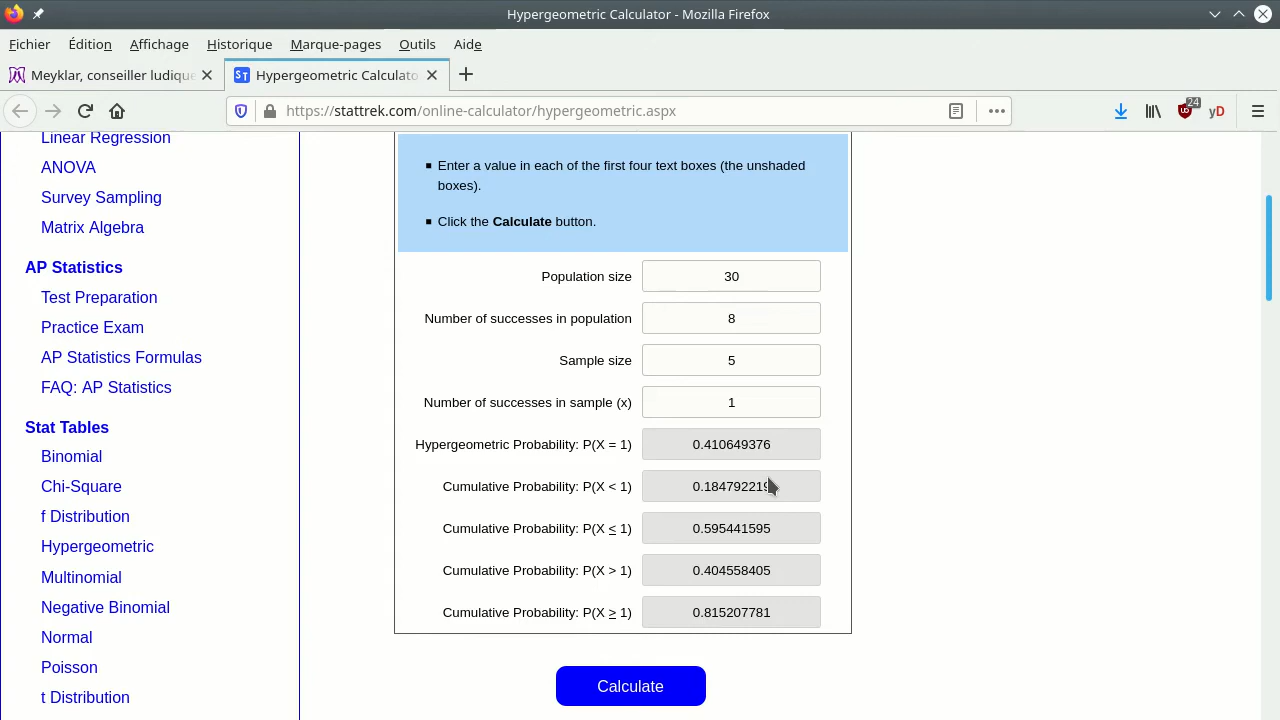 Hypergeometric Calculator - Mozilla Firefox
Fichier Édition Affichage Historique Marque-pages Outils Aide
Meyklar, conseiller ludique
Hypergeometric Calculato
https://stattrek.com/online-calculator/hypergeometric.aspx
24
yD
Linear Regression
ANOVA
Survey Sampling
Matrix Algebra
AP Statistics
Test Preparation
Practice Exam
AP Statistics Formulas
FAQ: AP Statistics
Stat Tables
Binomial
Chi-Square
f Distribution
Hypergeometric
Multinomial
Negative Binomial
Normal
Poisson
t Distribution
Enter a value in each of the first four text boxes (the unshaded
boxes).
Click the Calculate button.
Population size 30
Number of successes in population 8
Sample size 5
Number of successes in sample (x) 1
Hypergeometric Probability: P(X = 1) 0.410649376
Cumulative Probability: P(X < 1) 0.184792219
Cumulative Probability: P(X ≤ 1) 0.595441595
Cumulative Probability: P(X > 1) 0.404558405
Cumulative Probability: P(X ≥ 1) 0.815207781
Calculate